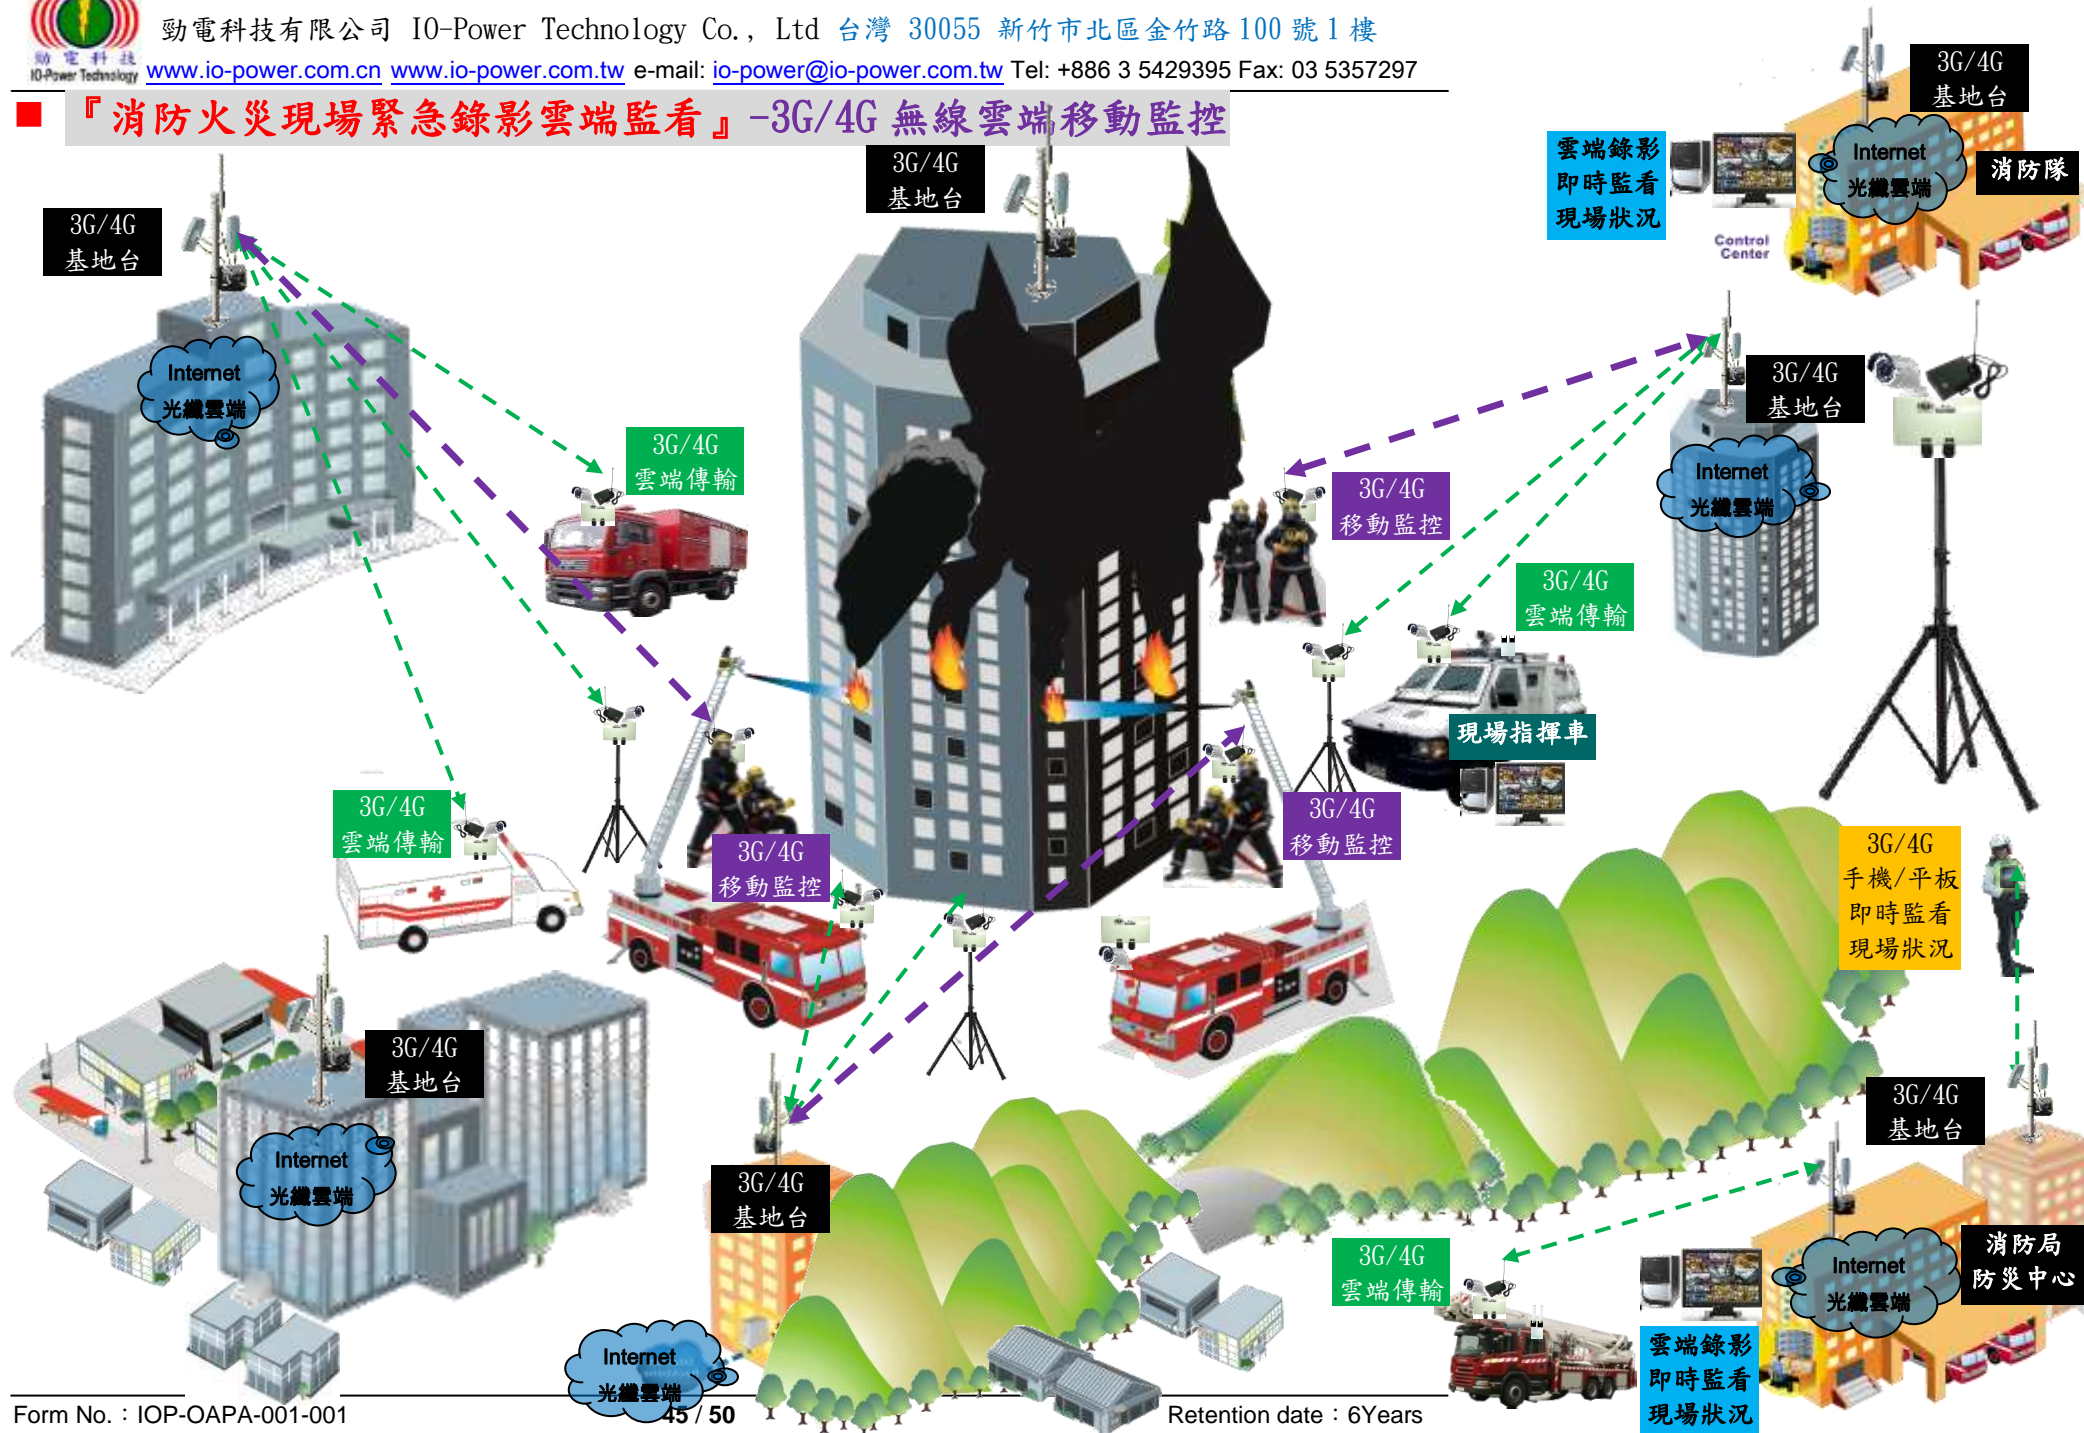 勁電科技有限公司 IO-Power Technology Co., Ltd 台灣 30055 新竹市北區金竹路 100 號 1 樓
勁電科技
IO-Power Technology
www.io-power.com.cn www.io-power.com.tw e-mail: io-power@io-power.com.tw Tel: +886 3 5429395 Fax: 03 5357297
■ 『消防火災現場緊急錄影雲端監看』-3G/4G 無線雲端移動監控
3G/4G
基地台
雲端錄影
即時監看
現場狀況
Internet
光纖雲端
消防隊
Control
Center
3G/4G
基地台
3G/4G
基地台
Internet
光纖雲端
3G/4G
基地台
Internet
光纖雲端
3G/4G
雲端傳輸
3G/4G
移動監控
3G/4G
雲端傳輸
現場指揮車
3G/4G
雲端傳輸
3G/4G
移動監控
3G/4G
移動監控
3G/4G
手機/平板
即時監看
現場狀況
3G/4G
基地台
Internet
光纖雲端
3G/4G
基地台
3G/4G
基地台
3G/4G
雲端傳輸
Internet
光纖雲端
消防局
防災中心
雲端錄影
即時監看
現場狀況
Internet
光纖雲端
Form No.：IOP-OAPA-001-001
45 / 50
Retention date：6Years